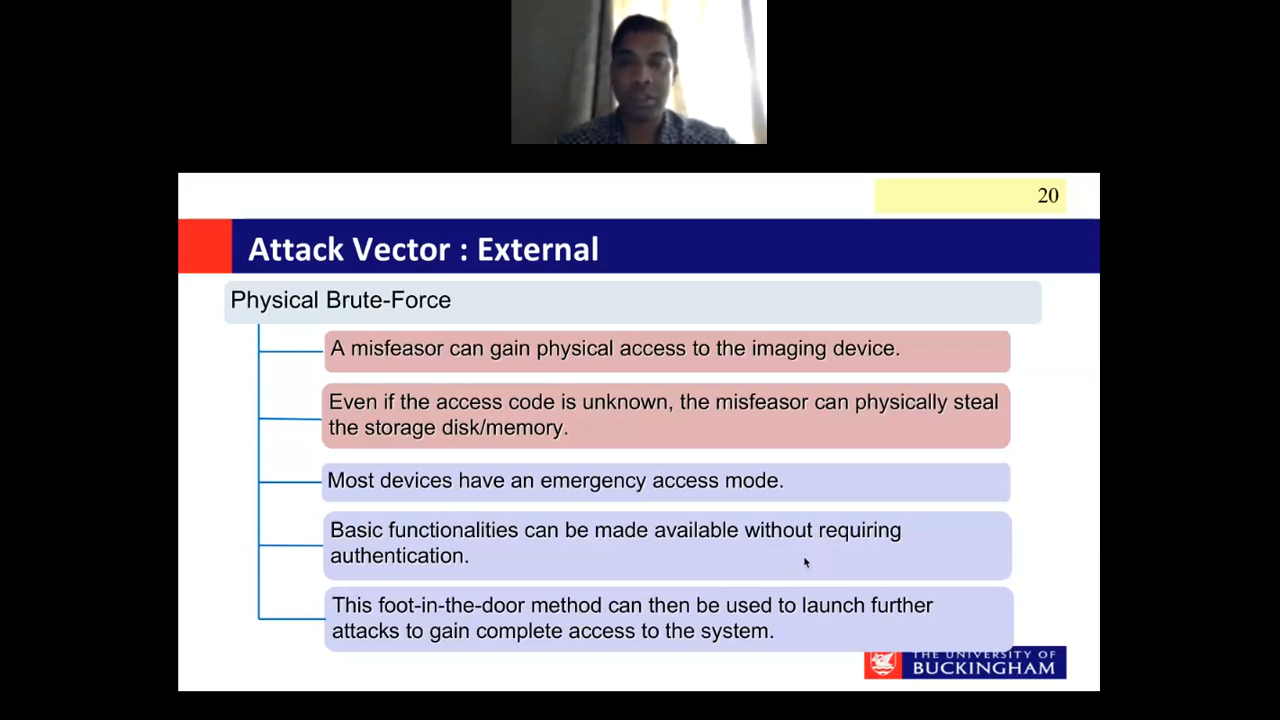 20
Attack Vector : External
Physical Brute-Force
A misfeasor can gain physical access to the imaging device.
Even if the access code is unknown, the misfeasor can physically steal
the storage disk/memory.
Most devices have an emergency access mode.
Basic functionalities can be made available without requiring
authentication.
This foot-in-the-door method can then be used to launch further
attacks to gain complete access to the system.
THE UNIVERSITY OF
BUCKINGHAM